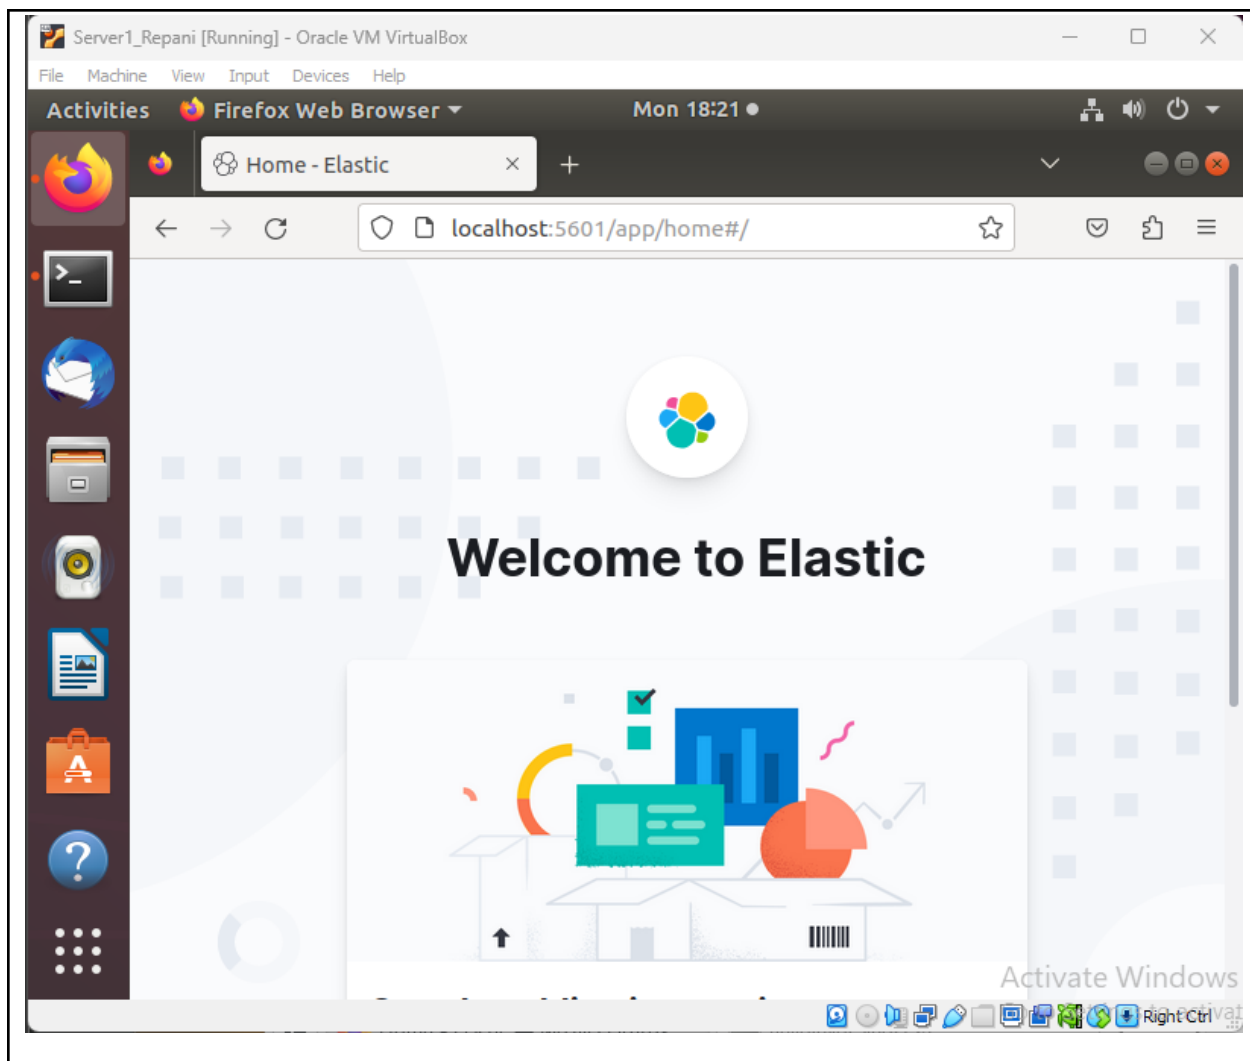 Server1_Repani [Running] - Oracle VM VirtualBox
File Machine View Input Devices Help
Activities Firefox Web Browser Mon 18:21
Home - Elastic
localhost:5601/app/home#/
Welcome to Elastic
Activate Windows
Right Ctrl